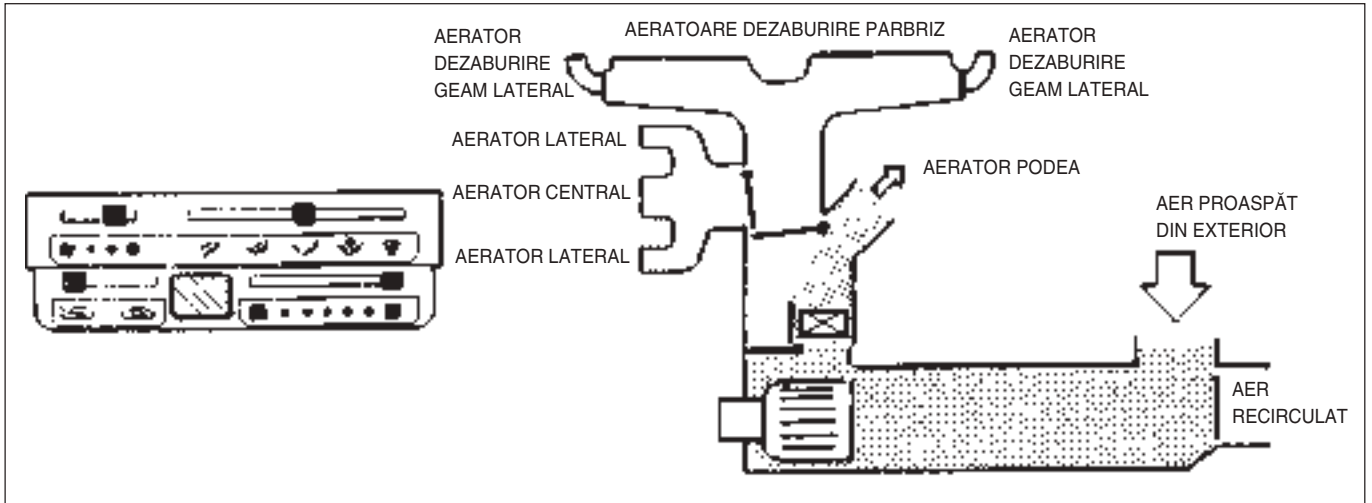 AERATOARE DEZABURIRE PARBRIZ
AERATOR
DEZABURIRE
GEAM LATERAL
AERATOR
DEZABURIRE
GEAM LATERAL
AERATOR LATERAL
AERATOR CENTRAL
AERATOR LATERAL
AERATOR PODEA
AER PROASPĂT
DIN EXTERIOR
AER
RECIRCULAT